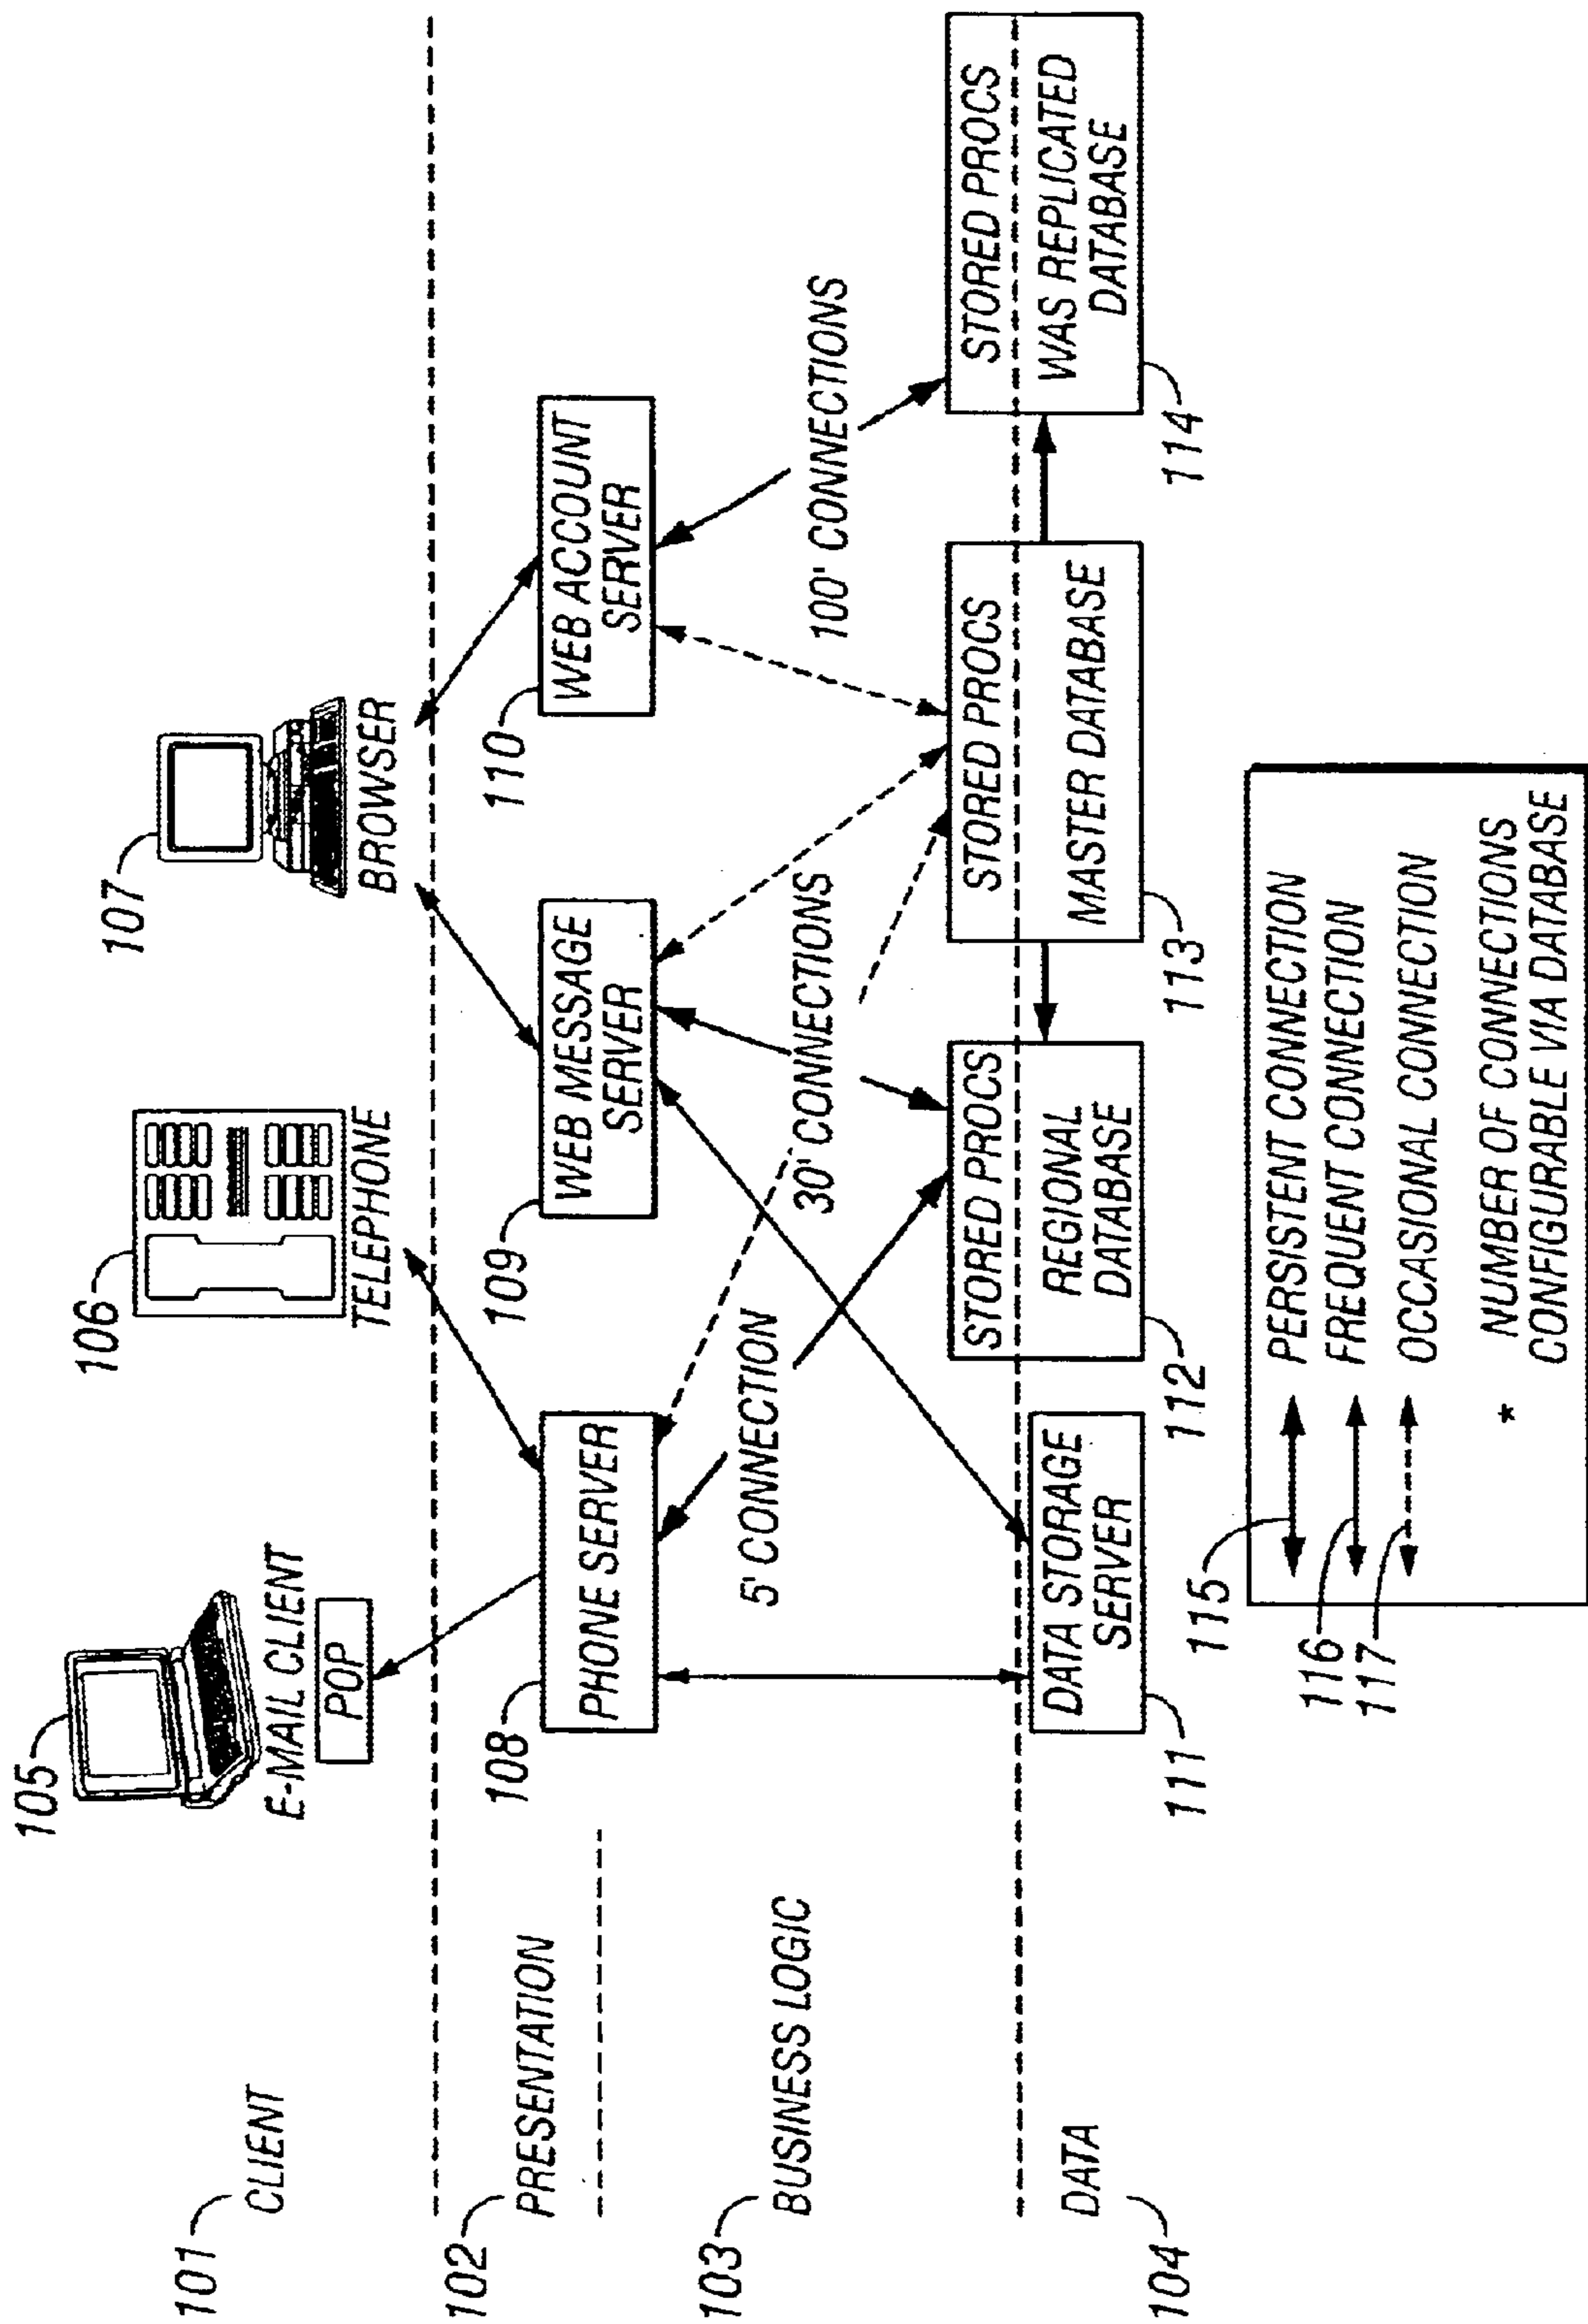 101
CLIENT
105
E-MAIL CLIENT
POP
106
TELEPHONE
107
BROWSER
102
PRESENTATION
108
PHONE SERVER
109
WEB MESSAGE
SERVER
110
WEB ACCOUNT
SERVER
103
BUSINESS LOGIC
5' CONNECTION
30' CONNECTIONS
100' CONNECTIONS
104
DATA
DATA STORAGE
SERVER
111
STORED PROCS
REGIONAL
DATABASE
112
STORED PROCS
MASTER DATABASE
113
STORED PROCS
WAS REPLICATED
DATABASE
114
115
PERSISTENT CONNECTION
116
FREQUENT CONNECTION
117
OCCASIONAL CONNECTION
* NUMBER OF CONNECTIONS
CONFIGURABLE VIA DATABASE